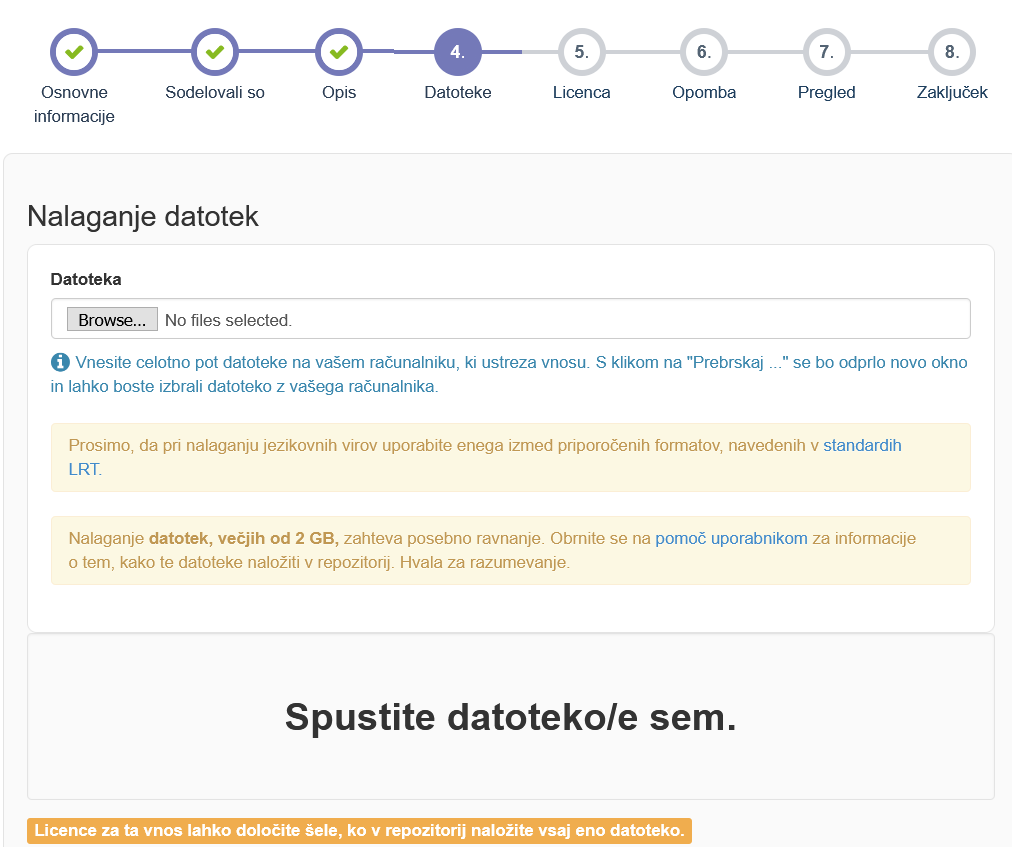 4.
5.
6.
7.
8.
Osnovne
informacije
Sodelovali so
Opis
Datoteke
Licenca
Opomba
Pregled
Zaključek
Nalaganje datotek
Datoteka
Browse... No files selected.
Vnesite celotno pot datoteke na vašem računalniku, ki ustreza vnosu. S klikom na "Prebrskaj ..." se bo odprlo novo okno
in lahko boste izbrali datoteko z vašega računalnika.
Prosimo, da pri nalaganju jezikovnih virov uporabite enega izmed priporočenih formatov, navedenih v standardih
LRT.
Nalaganje datotek, večjih od 2 GB, zahteva posebno ravnanje. Obrnite se na pomoč uporabnikom za informacije
o tem, kako te datoteke naložiti v repozitorij. Hvala za razumevanje.
Spustite datoteko/e sem.
Licence za ta vnos lahko določite šele, ko v repozitorij naložite vsaj eno datoteko.